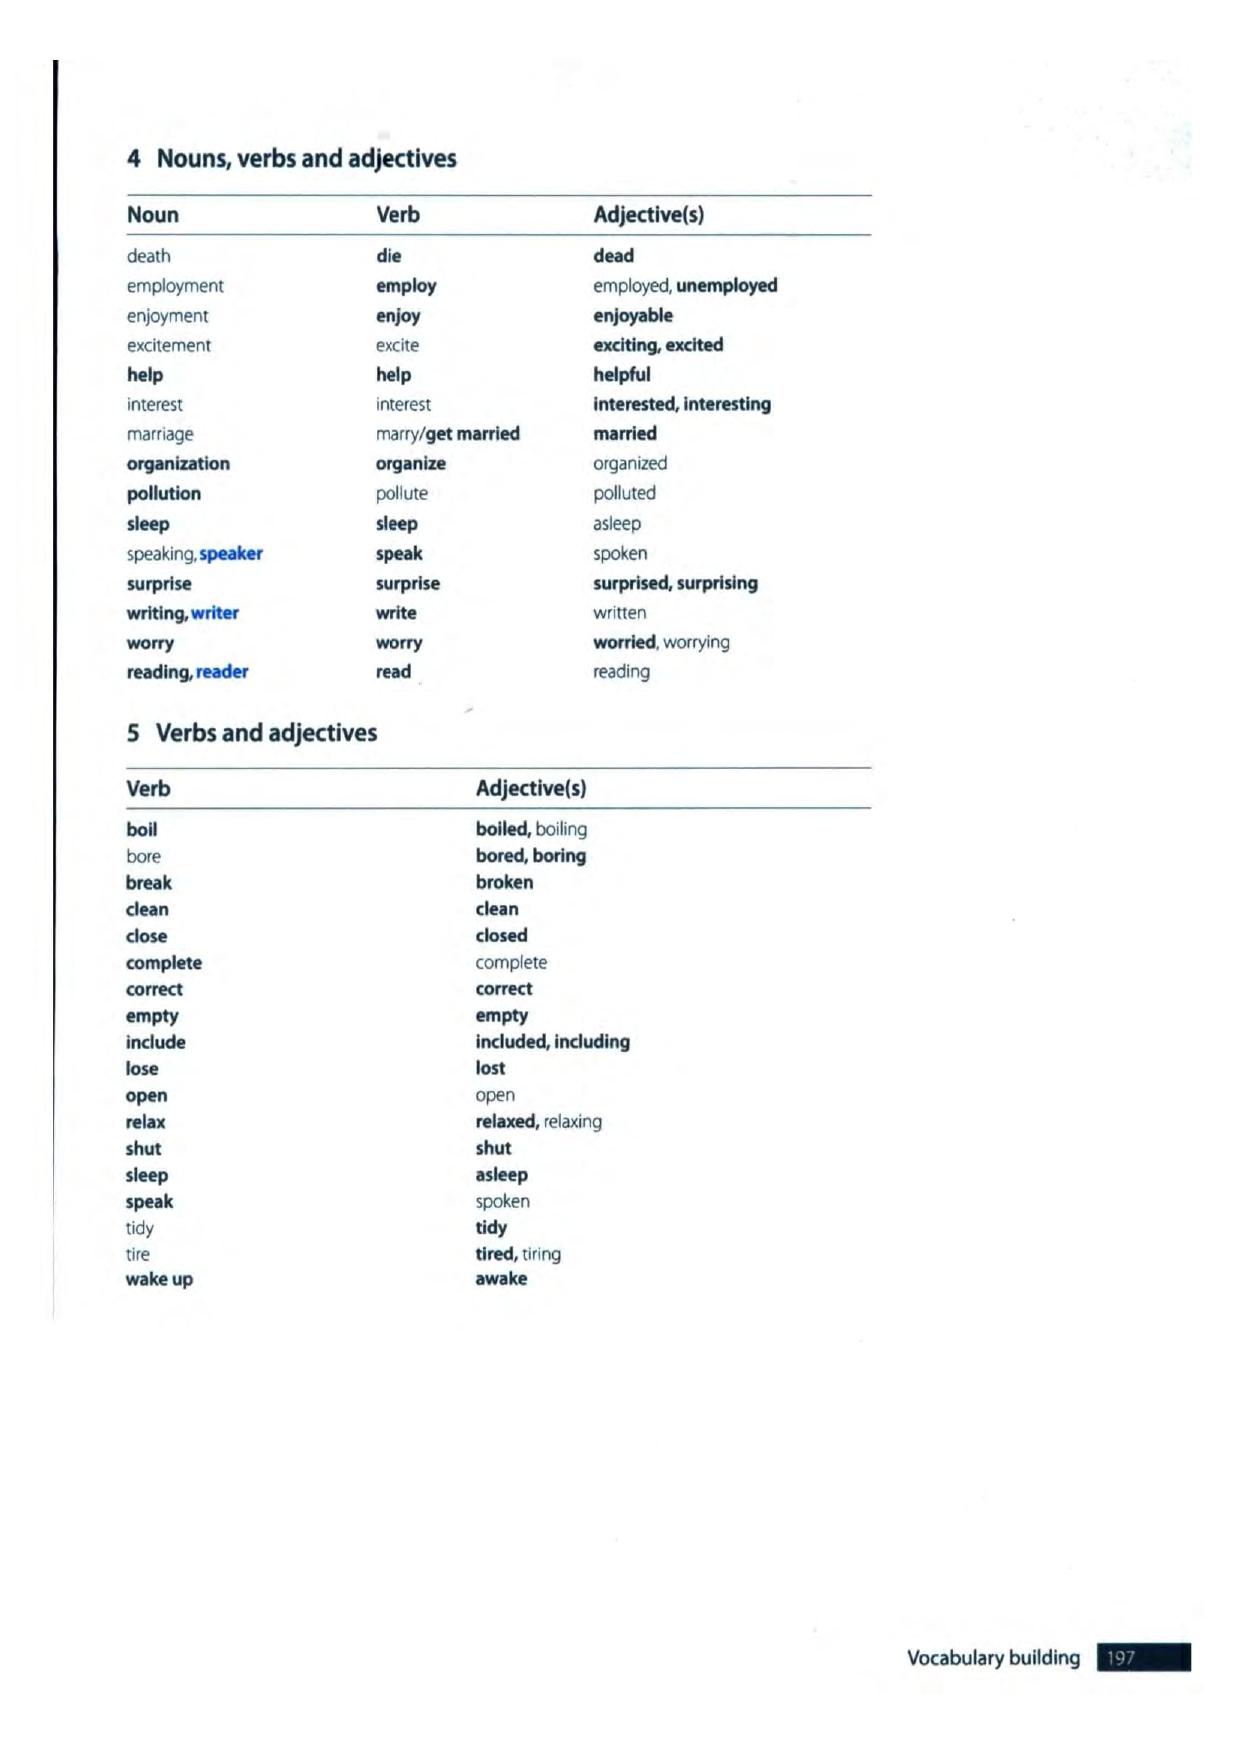 4 Nouns, verbs and adjectives
Noun Verb Adjective(s)
death die dead
employment employ employed, unemployed
enjoyment enjoy enjoyable
excitement excite exciting, excited
help help helpful
interest interest interested, interesting
marriage marry/get married married
organization organize organized
pollution pollute polluted
sleep sleep asleep
speaking, speaker speak spoken
surprise surprise surprised, surprising
writing, writer write written
worry worry worried, worrying
reading, reader read reading
5 Verbs and adjectives
Verb Adjective(s)
boil boiled, boiling
bore bored, boring
break broken
clean clean
close closed
complete complete
correct correct
empty empty
include included, including
lose lost
open open
relax relaxed, relaxing
shut shut
sleep asleep
speak spoken
tidy tidy
tire tired, tiring
wake up awake
Vocabulary building 197